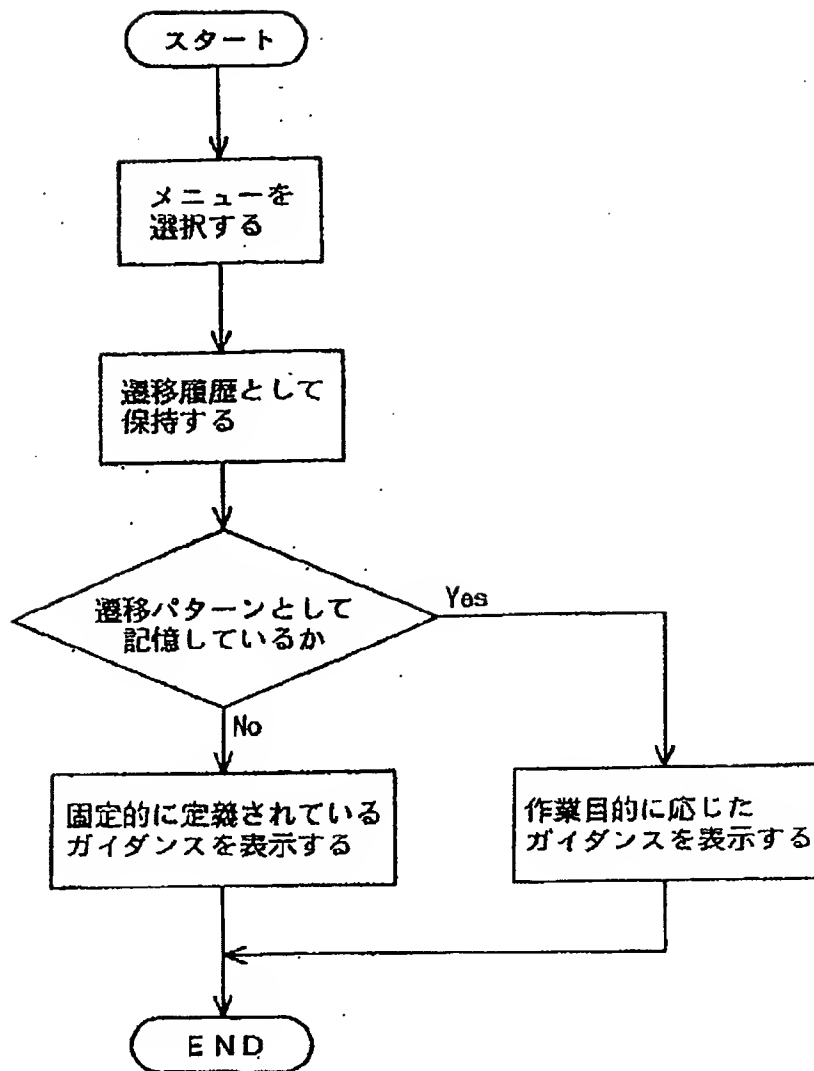 スタート
メニューを
選択する
遷移履歴として
保持する
遷移パターンとして
記憶しているか
Yes
No
固定的に定義されている
ガイダンスを表示する
作業目的に応じた
ガイダンスを表示する
END